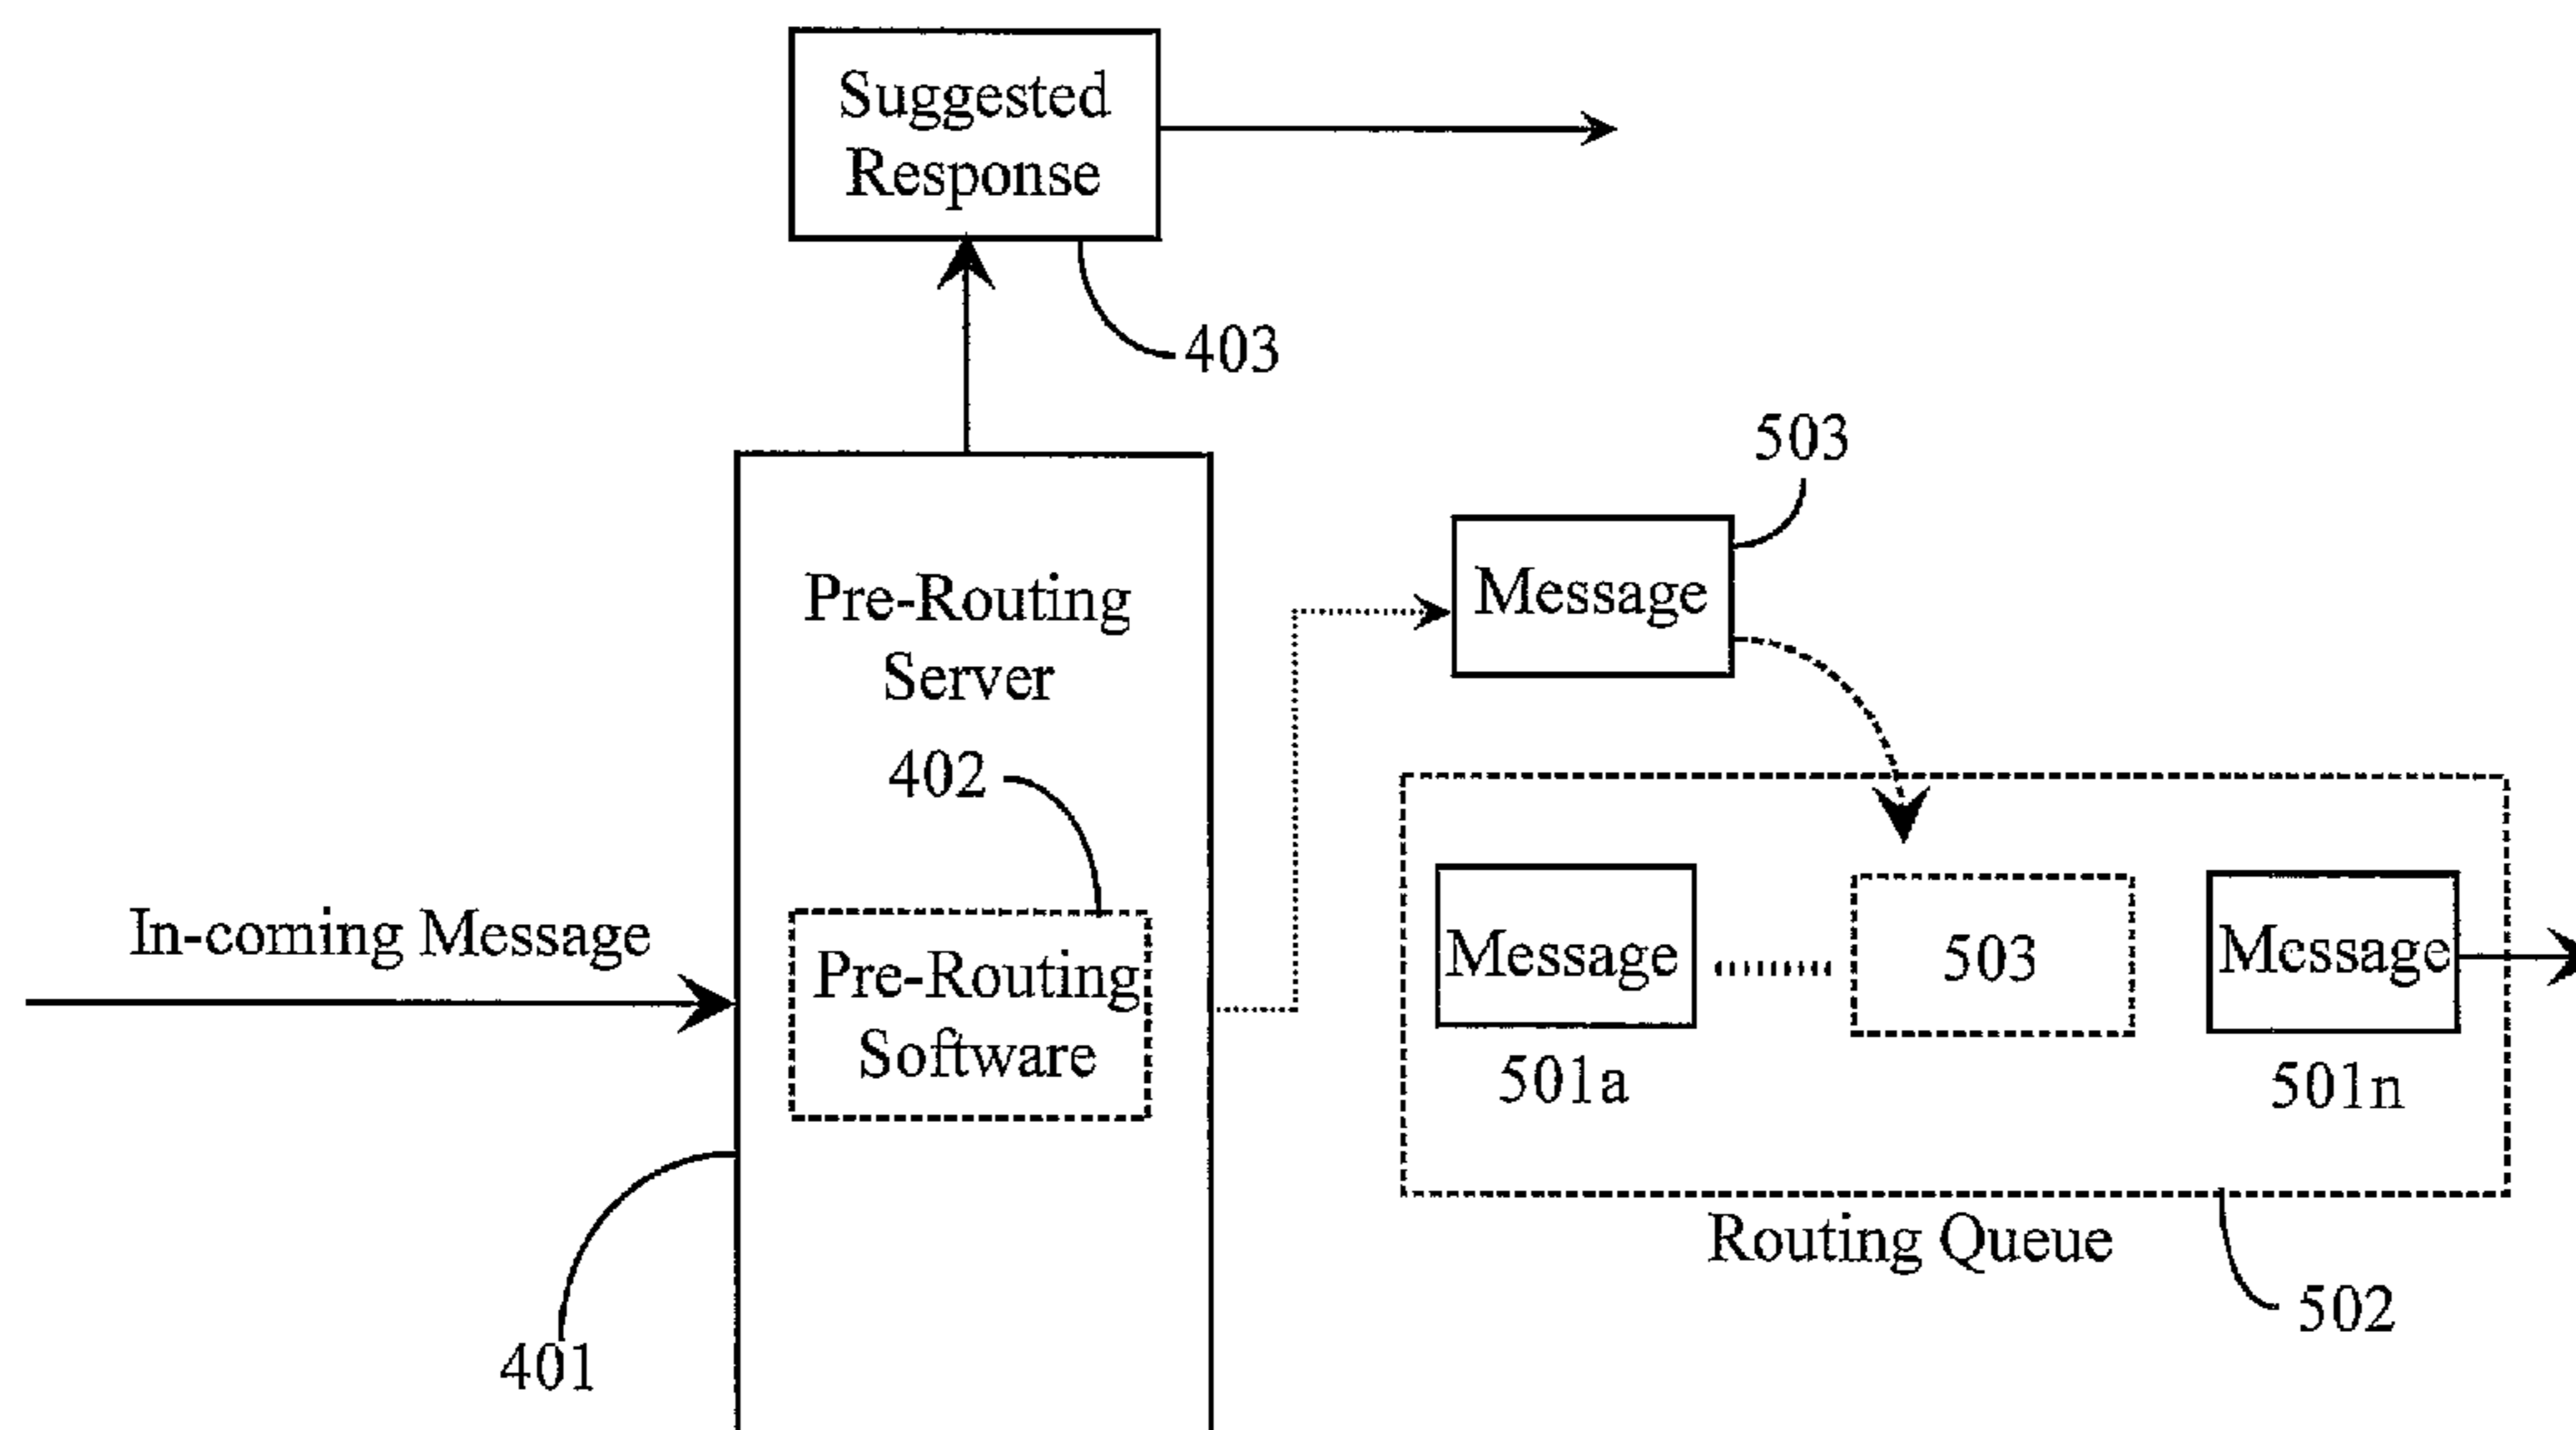 Suggested
Response
403
503
Message
Pre-Routing
Server
402
In-coming Message
Pre-Routing
Software
Message
503
Message
501a
501n
Routing Queue
502
401